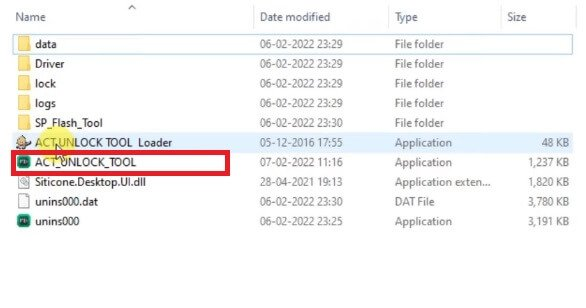 Name Date modified Type Size
data 06-02-2022 23:29 File folder
Driver 06-02-2022 23:29 File folder
lock 06-02-2022 23:29 File folder
logs 06-02-2022 23:29 File folder
SP_Flash_Tool 06-02-2022 23:30 File folder
ACT UNLOCK TOOL Loader 05-12-2016 17:55 Application 48 KB
ACT_UNLOCK_TOOL 07-02-2022 11:16 Application 1,237 KB
Siticone.Desktop.UI.dll 28-04-2021 19:13 Application exten... 1,820 KB
unins000.dat 06-02-2022 23:30 DAT File 3,780 KB
unins000 06-02-2022 23:25 Application 3,191 KB